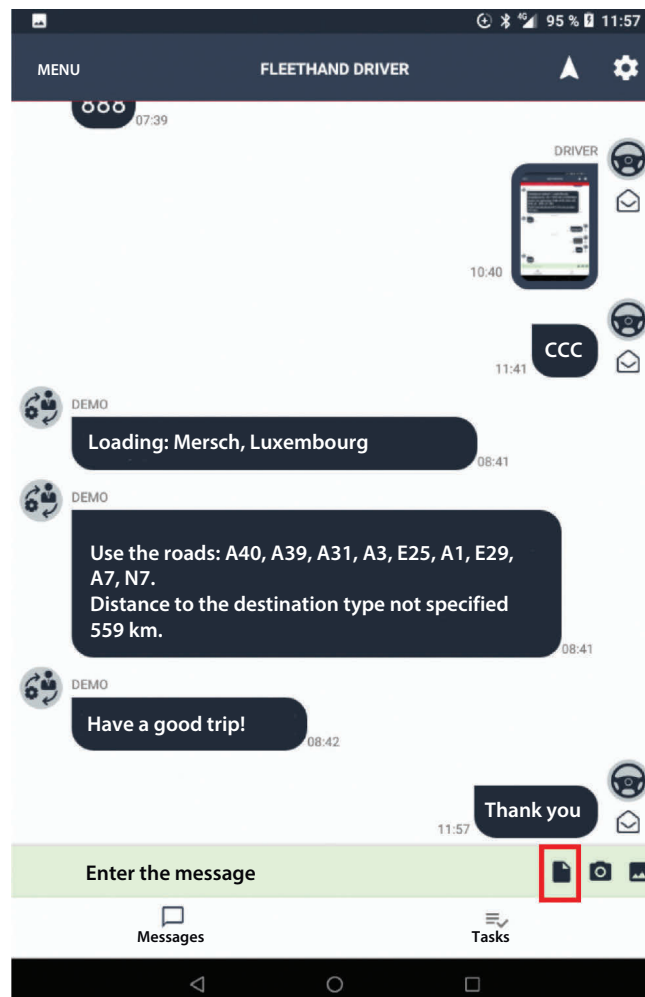 4G 95 % 11:57
MENU FLEETHAND DRIVER
888
07:39
DRIVER
10:40
CCC
11:41
DEMO
Loading: Mersch, Luxembourg
08:41
DEMO
Use the roads: A40, A39, A31, A3, E25, A1, E29,
A7, N7.
Distance to the destination type not specified
559 km.
08:41
DEMO
Have a good trip!
08:42
Thank you
11:57
Enter the message
Messages Tasks